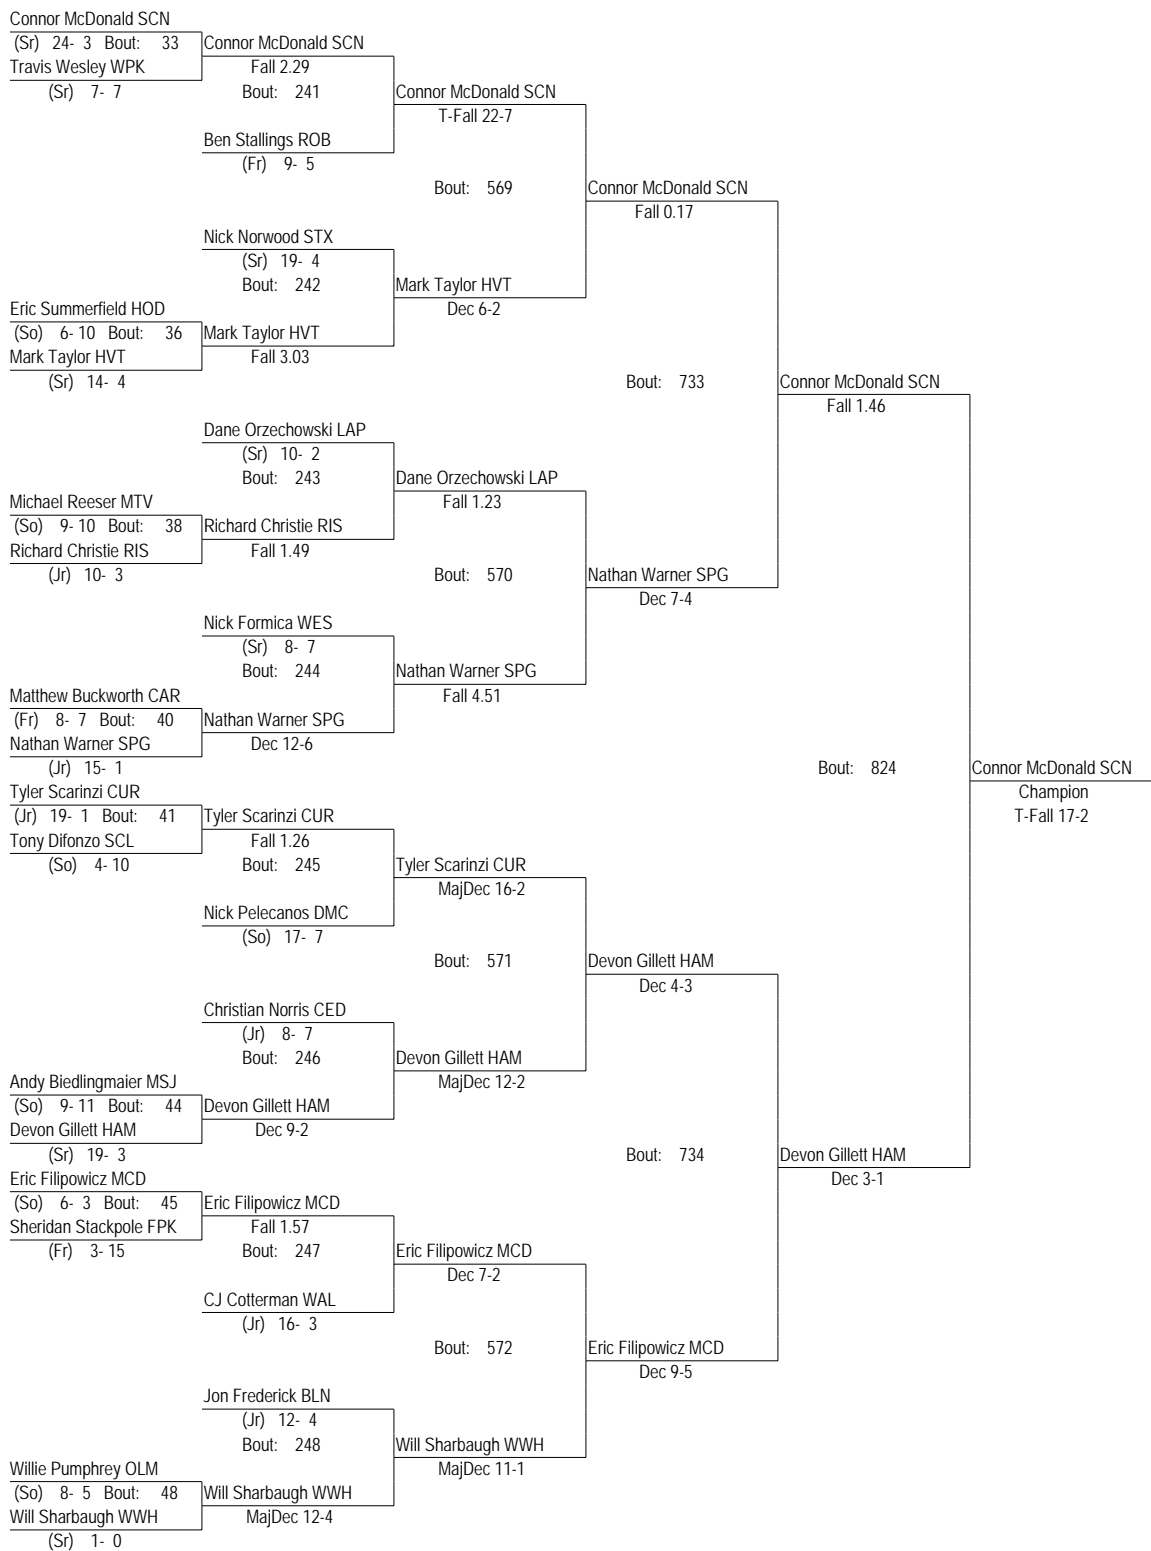 Connor McDonald SCN
(Sr) 24- 3 Bout: 33 Connor McDonald SCN
Travis Wesley WPK Fall 2.29
(Sr) 7- 7 Bout: 241 Connor McDonald SCN
T-Fall 22-7
Ben Stallings ROB
(Fr) 9- 5
Bout: 569 Connor McDonald SCN
Fall 0.17
Nick Norwood STX
(Sr) 19- 4
Bout: 242 Mark Taylor HVT
Eric Summerfield HOD Dec 6-2
(So) 6- 10 Bout: 36 Mark Taylor HVT
Mark Taylor HVT Fall 3.03
(Sr) 14- 4 Bout: 733 Connor McDonald SCN
Fall 1.46
Dane Orzechowski LAP
(Sr) 10- 2
Bout: 243 Dane Orzechowski LAP
Michael Reeser MTV Fall 1.23
(So) 9- 10 Bout: 38 Richard Christie RIS
Richard Christie RIS Fall 1.49
(Jr) 10- 3 Bout: 570 Nathan Warner SPG
Dec 7-4
Nick Formica WES
(Sr) 8- 7
Bout: 244 Nathan Warner SPG
Matthew Buckworth CAR Fall 4.51
(Fr) 8- 7 Bout: 40 Nathan Warner SPG
Nathan Warner SPG Dec 12-6
(Jr) 15- 1 Bout: 824 Connor McDonald SCN
Tyler Scarinzi CUR Champion
(Jr) 19- 1 Bout: 41 Tyler Scarinzi CUR T-Fall 17-2
Tony Difonzo SCL Fall 1.26
(So) 4- 10 Bout: 245 Tyler Scarinzi CUR
MajDec 16-2
Nick Pelecanos DMC
(So) 17- 7
Bout: 571 Devon Gillett HAM
Dec 4-3
Christian Norris CED
(Jr) 8- 7
Bout: 246 Devon Gillett HAM
Andy Biedlingmaier MSJ MajDec 12-2
(So) 9- 11 Bout: 44 Devon Gillett HAM
Devon Gillett HAM Dec 9-2
(Sr) 19- 3 Bout: 734 Devon Gillett HAM
Eric Filipowicz MCD Dec 3-1
(So) 6- 3 Bout: 45 Eric Filipowicz MCD
Sheridan Stackpole FPK Fall 1.57
(Fr) 3- 15 Bout: 247 Eric Filipowicz MCD
Dec 7-2
CJ Cotterman WAL
(Jr) 16- 3
Bout: 572 Eric Filipowicz MCD
Dec 9-5
Jon Frederick BLN
(Jr) 12- 4
Bout: 248 Will Sharbaugh WWH
Willie Pumphrey OLM MajDec 11-1
(So) 8- 5 Bout: 48 Will Sharbaugh WWH
Will Sharbaugh WWH MajDec 12-4
(Sr) 1- 0